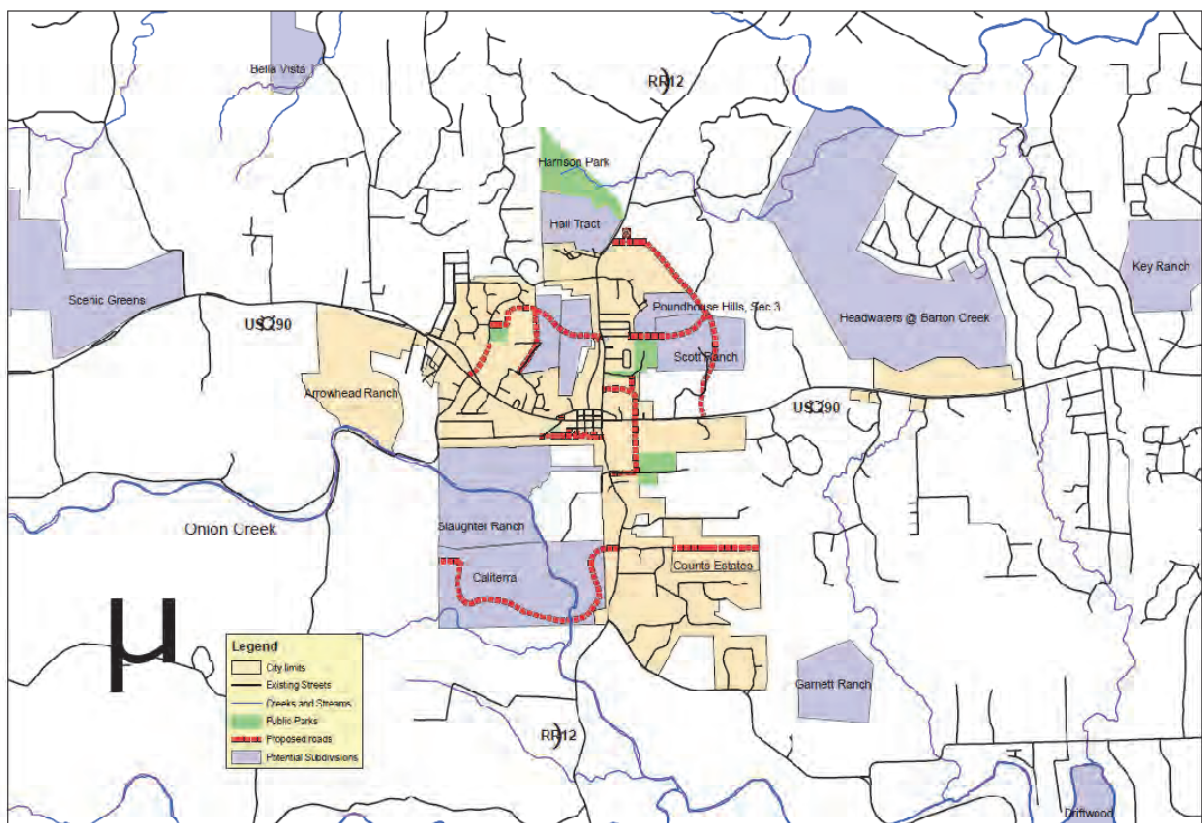 Bella Vista
RR12
Harrison Park
Hall Tract
Key Ranch
Scenic Greens
Poundhouse Hills, Sec 3
Headwaters @ Barton Creek
US 290
Scott Ranch
Arrowhead Ranch
US 290
Onion Creek
Slaughter Ranch
Caliterra
Counts Estates
µ
Legend
City limits
Existing Streets
Creeks and Streams
Public Parks
Proposed roads
Potential Subdivisions
Garnett Ranch
RR12
Driftwood